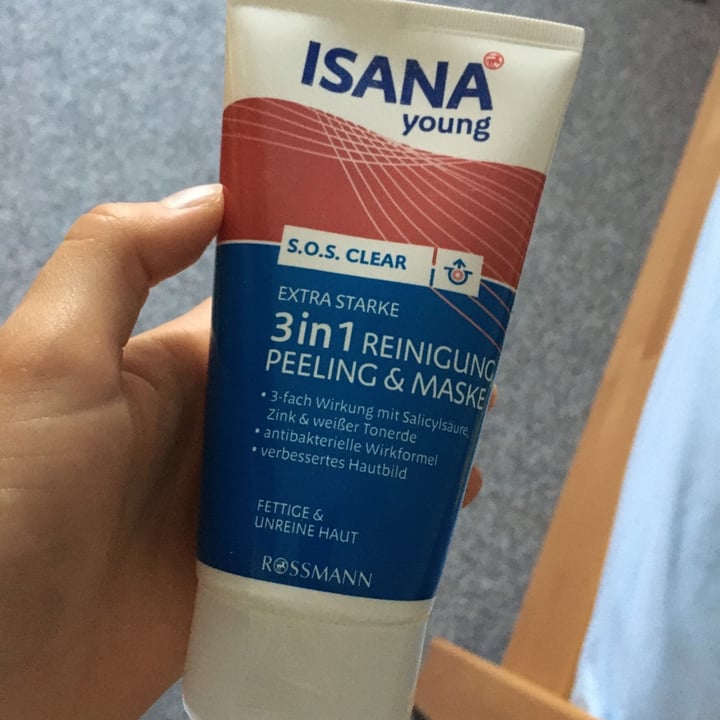 ISANA
young
S.O.S. CLEAR
EXTRA STARKE
3in1 REINIGUNG
PEELING & MASKE
• 3-fach Wirkung mit Salicylsäure,
Zink & weißer Tonerde
• antibakterielle Wirkformel
• verbessertes Hautbild
FETTIGE &
UNREINE HAUT
ROSSMANN